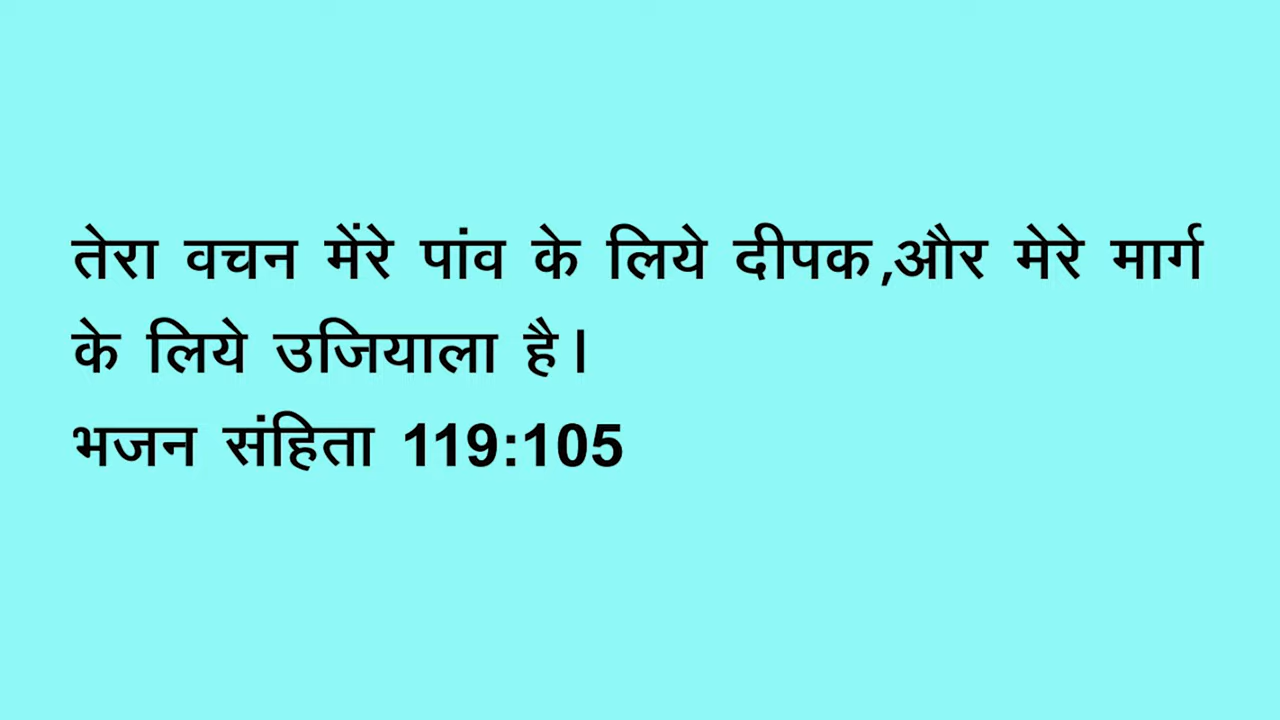 तेरा वचन मेंरे पांव के लिये दीपक,और मेरे मार्ग
के लिये उजियाला है।
भजन संहिता 119:105